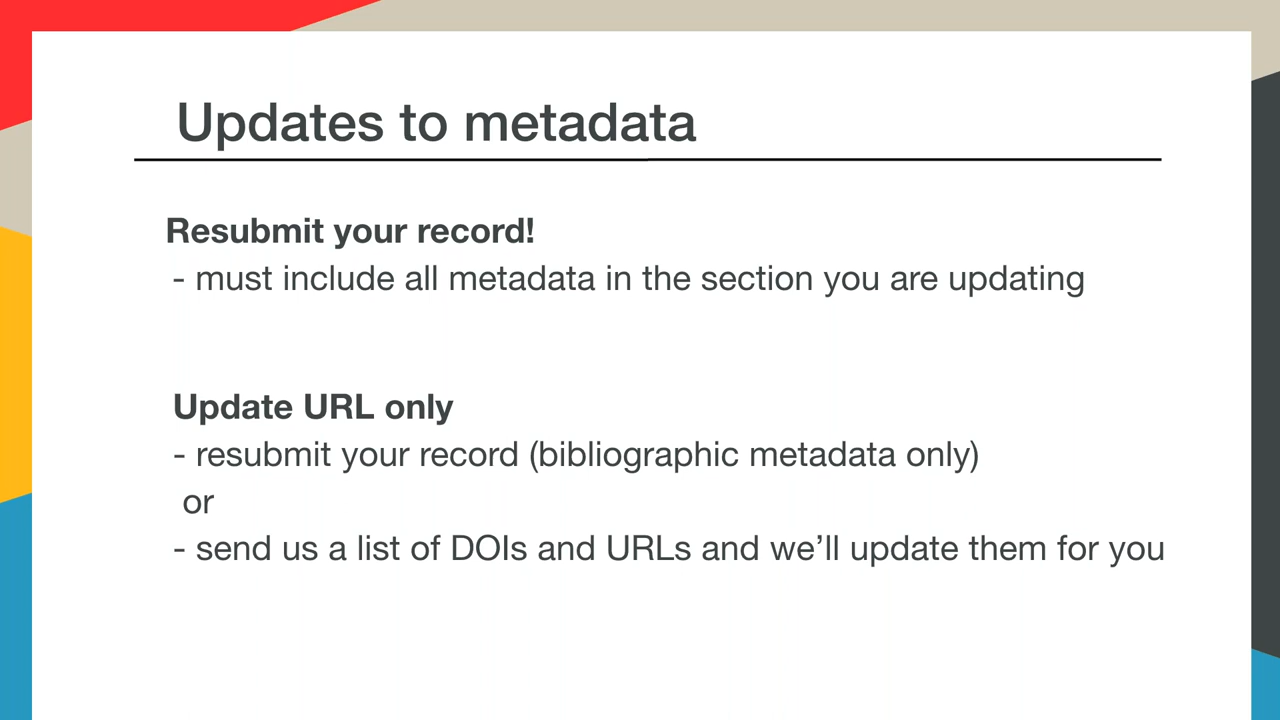 Updates to metadata
Resubmit your record!
- must include all metadata in the section you are updating
Update URL only
- resubmit your record (bibliographic metadata only)
or
- send us a list of DOIs and URLs and we’ll update them for you